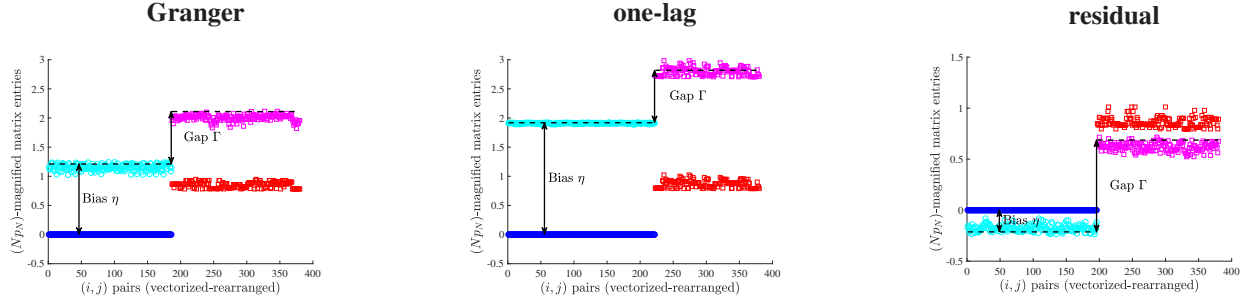 Granger
one-lag
residual
(Np_N)-magnified matrix entries
3
2.5
2
1.5
1
0.5
0
-0.5
Gap Γ
Bias η
0 50 100 150 200 250 300 350 400
(i, j) pairs (vectorized-rearranged)
(Np_N)-magnified matrix entries
3
2.5
2
1.5
1
0.5
0
-0.5
Gap Γ
Bias η
0 50 100 150 200 250 300 350 400
(i, j) pairs (vectorized-rearranged)
(Np_N)-magnified matrix entries
1.5
1
0.5
0
-0.5
Gap Γ
Bias η
0 50 100 150 200 250 300 350 400
(i, j) pairs (vectorized-rearranged)